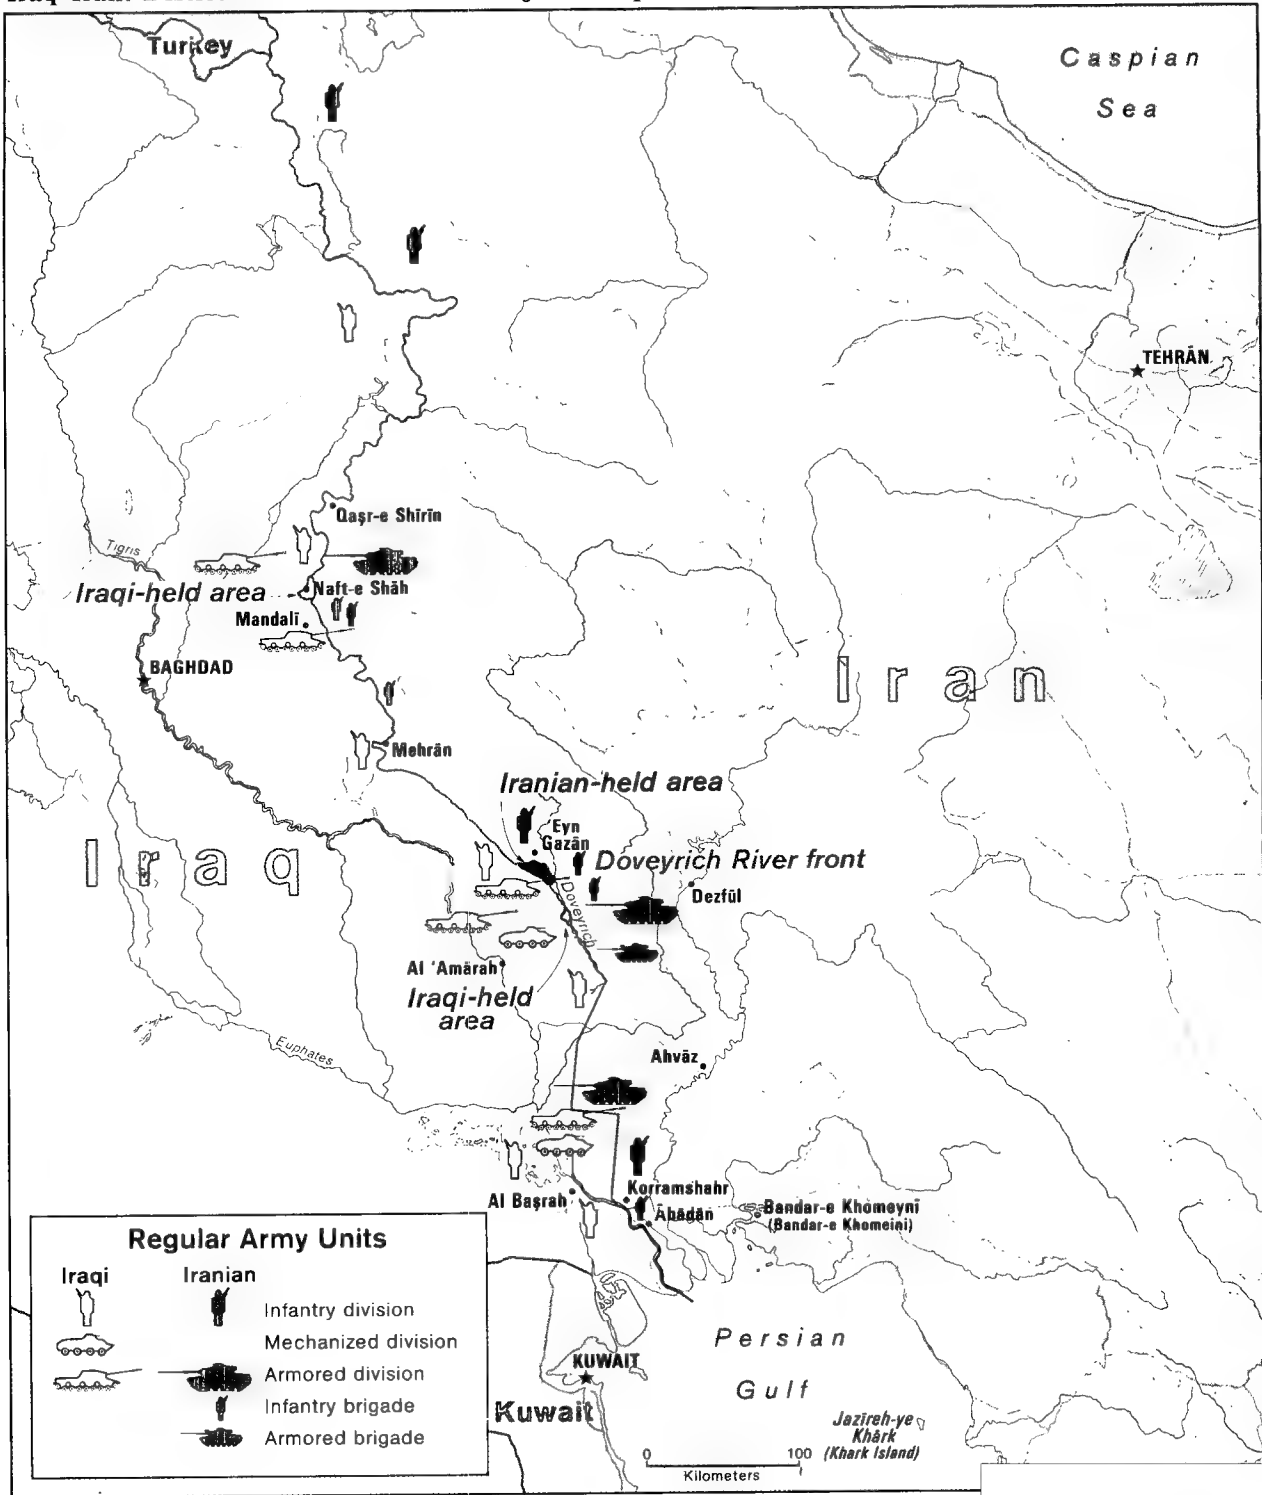 Turkey
Caspian
Sea
TEHRĀN
Qaşr-e Shīrīn
Tigris
Iraqi-held area
Naft-e Shāh
Mandalī
BAGHDAD
Iran
Mehrān
Iranian-held area
Eyn
Gazān
Iraq
Doveyrich River front
Doveyrich
Dezfūl
Al 'Amārah
Iraqi-held
area
Euphates
Ahvāz
Al Başrah
Korramshahr
Ābādān
Bandar-e Khomeynī
(Bandar-e Khomeini)
Regular Army Units
Iraqi Iranian
Infantry division
Mechanized division
Armored division
Infantry brigade
Armored brigade
Persian
Gulf
KUWAIT
Kuwait
Jazīreh-ye
Khārk
(Khark Island)
0 100
Kilometers